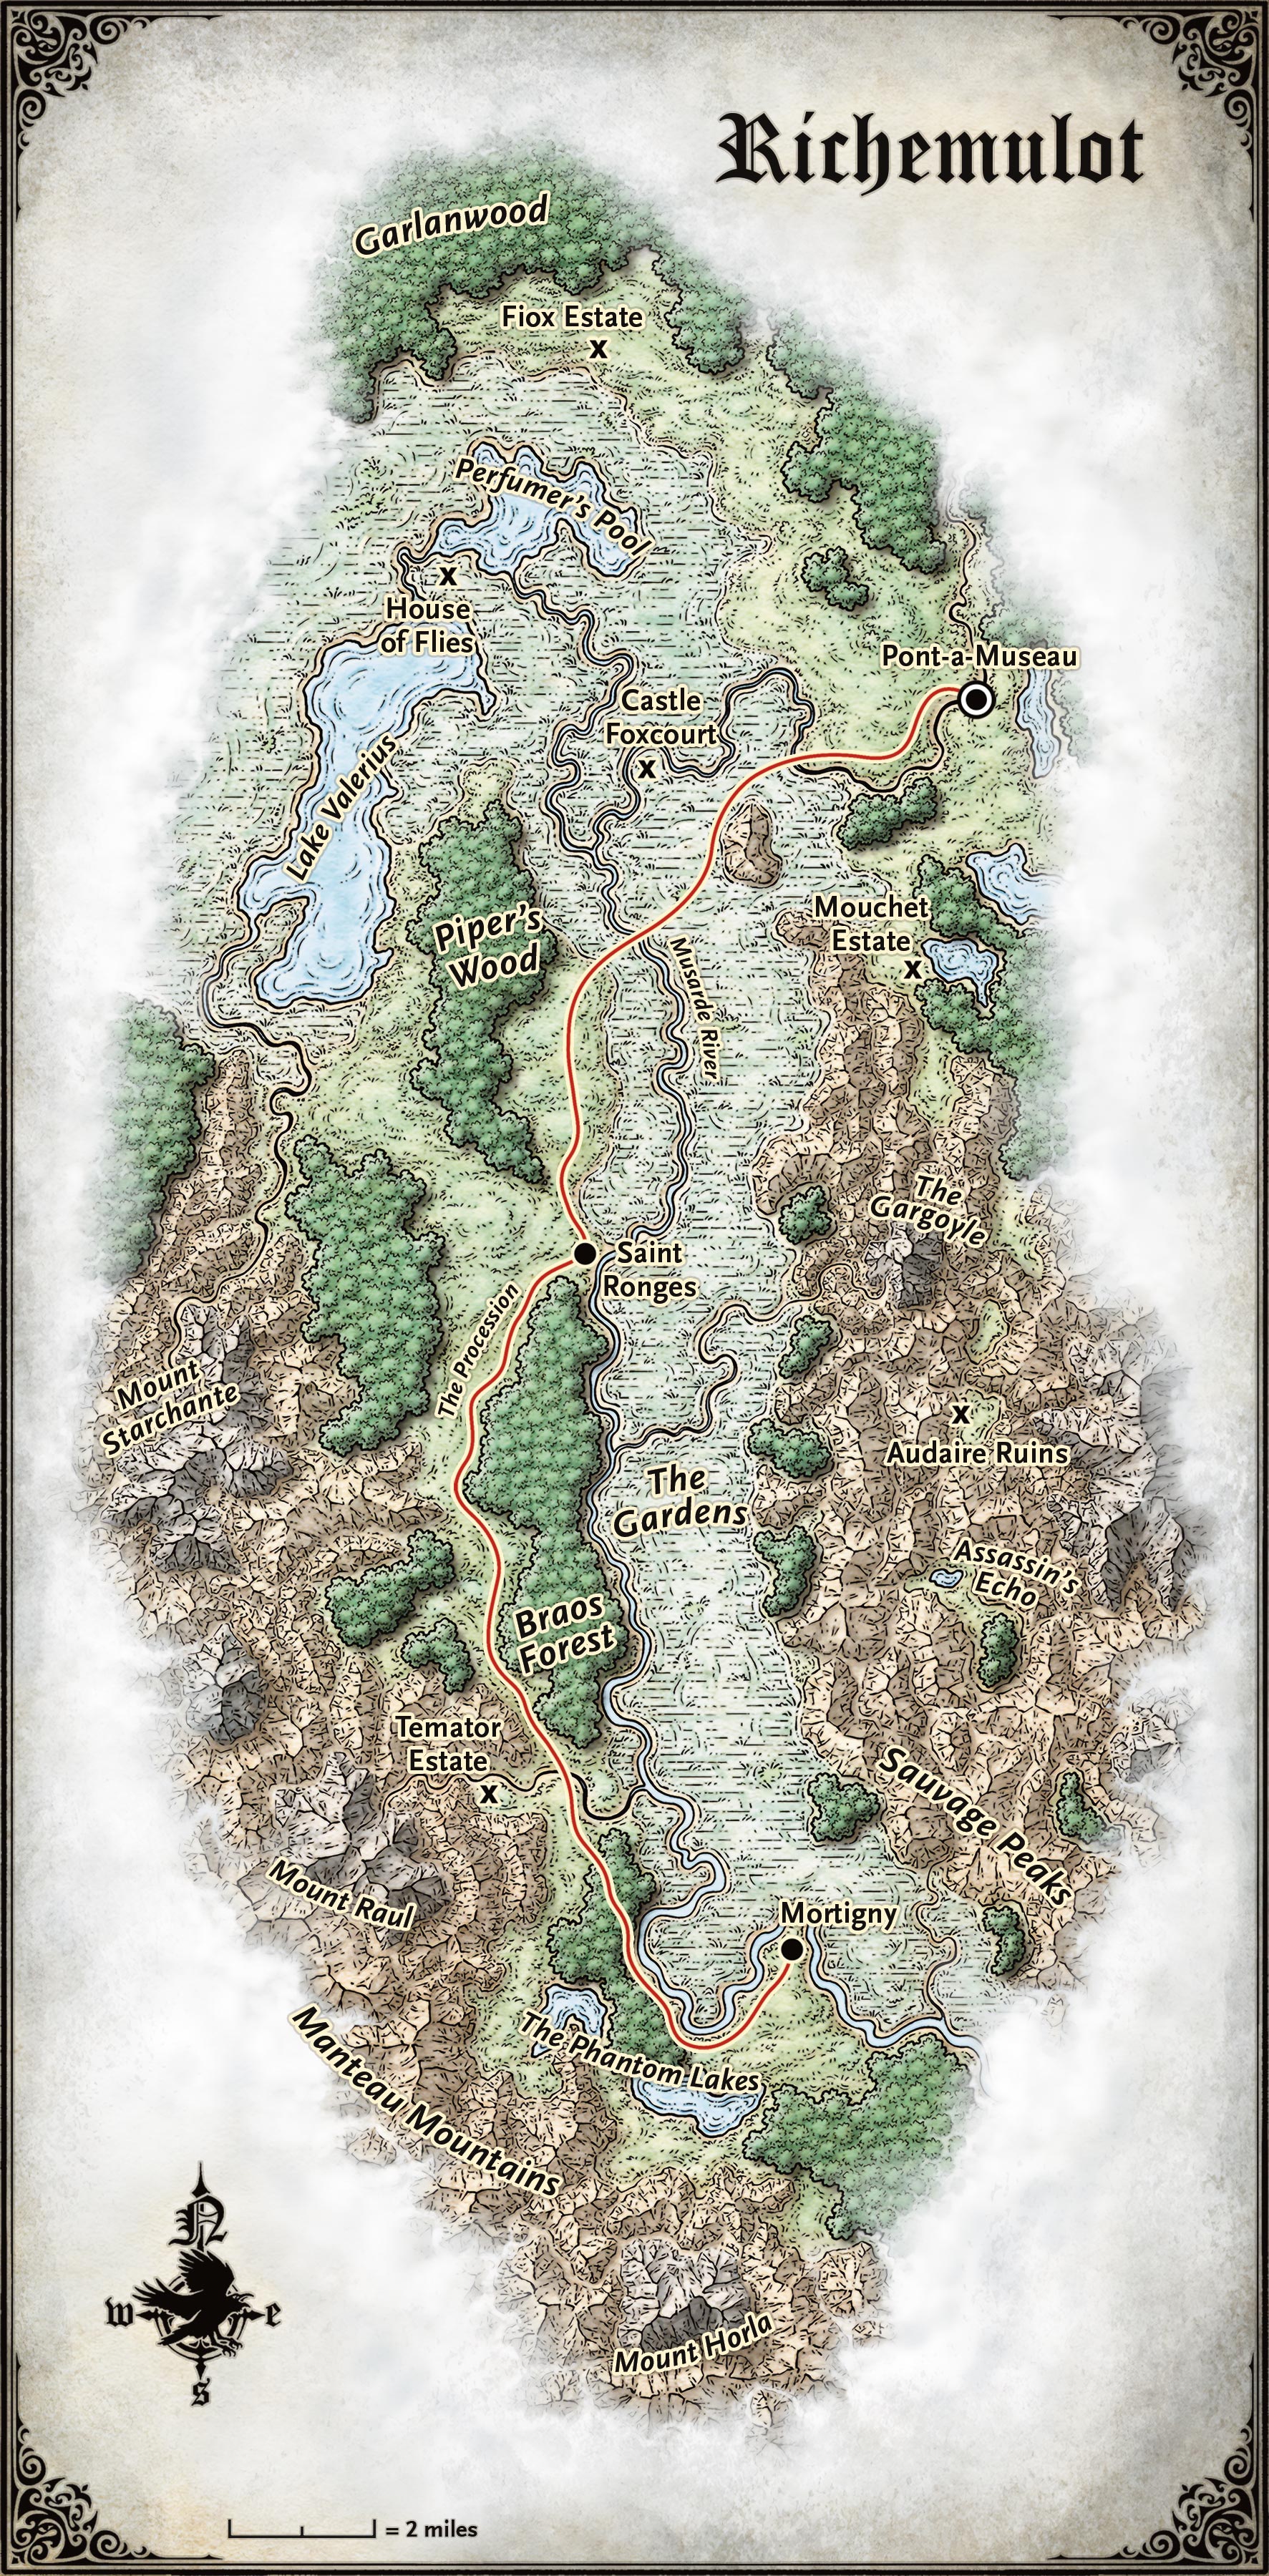 Richemulot
Garlanwood
Fiox Estate
x
Perfumer's Pool
x
House
of Flies
Pont-a-Museau
Castle
Foxcourt
x
Lake Valerius
Piper's
Wood
Mouchet
Estate
x
Musarde River
The
Gargoyle
Saint
Ronges
The Procession
Mount
Starchante
x
Audaire Ruins
The
Gardens
Assassin's
Echo
Braos
Forest
Temator
Estate
x
Sauvage Peaks
Mount Raul
Mortigny
The Phantom Lakes
Manteau Mountains
N
w
e
s
Mount Horla
= 2 miles